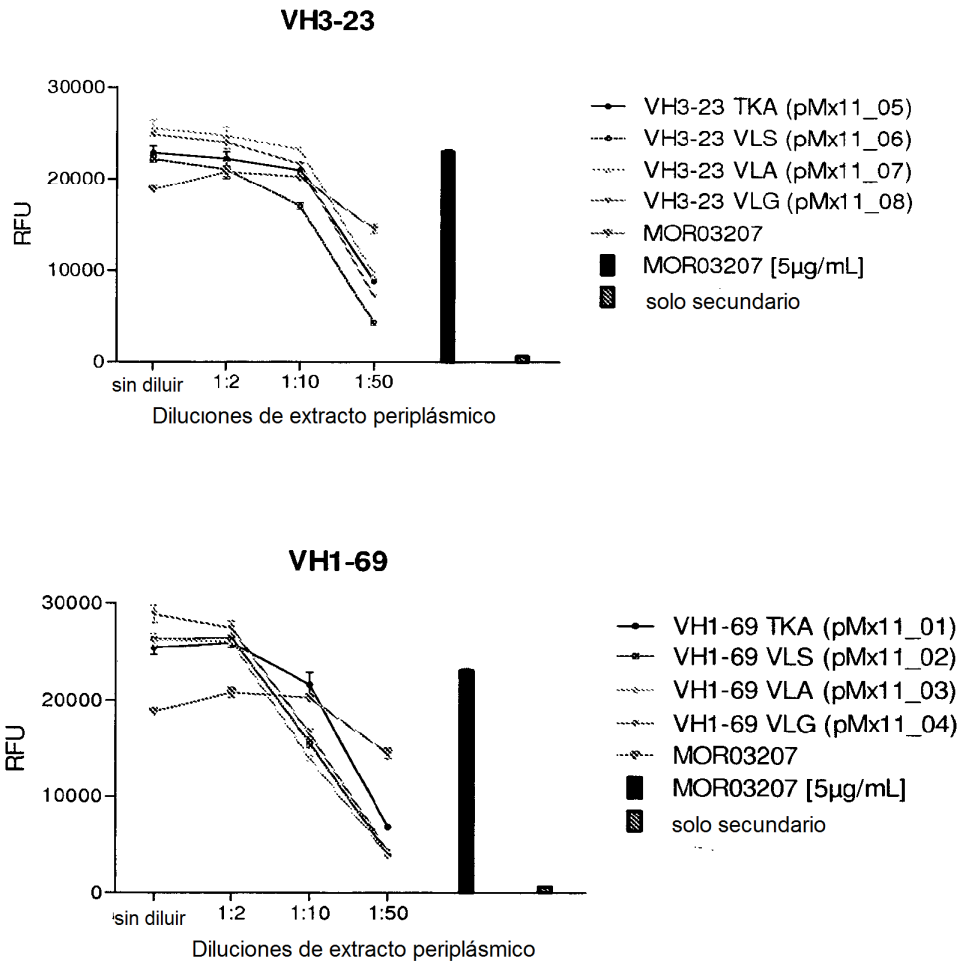 VH3-23
30000
20000
10000
0
RFU
sin diluir 1:2 1:10 1:50
Diluciones de extracto periplásmico
VH3-23 TKA (pMx11_05)
VH3-23 VLS (pMx11_06)
VH3-23 VLA (pMx11_07)
VH3-23 VLG (pMx11_08)
MOR03207
MOR03207 [5µg/mL]
solo secundario
VH1-69
30000
20000
10000
0
RFU
sin diluir 1:2 1:10 1:50
Diluciones de extracto periplásmico
VH1-69 TKA (pMx11_01)
VH1-69 VLS (pMx11_02)
VH1-69 VLA (pMx11_03)
VH1-69 VLG (pMx11_04)
MOR03207
MOR03207 [5µg/mL]
solo secundario